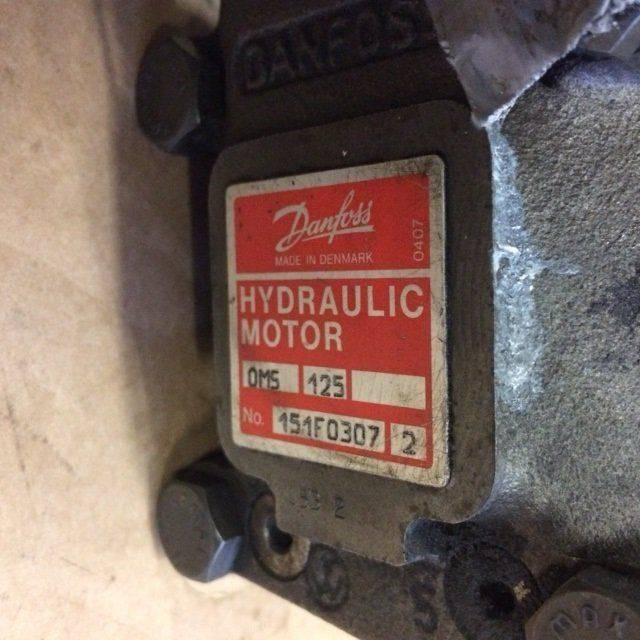 DANFOSS
Danfoss
MADE IN DENMARK
0407
HYDRAULIC
MOTOR
OMS 125
No. 151F0307 2
S